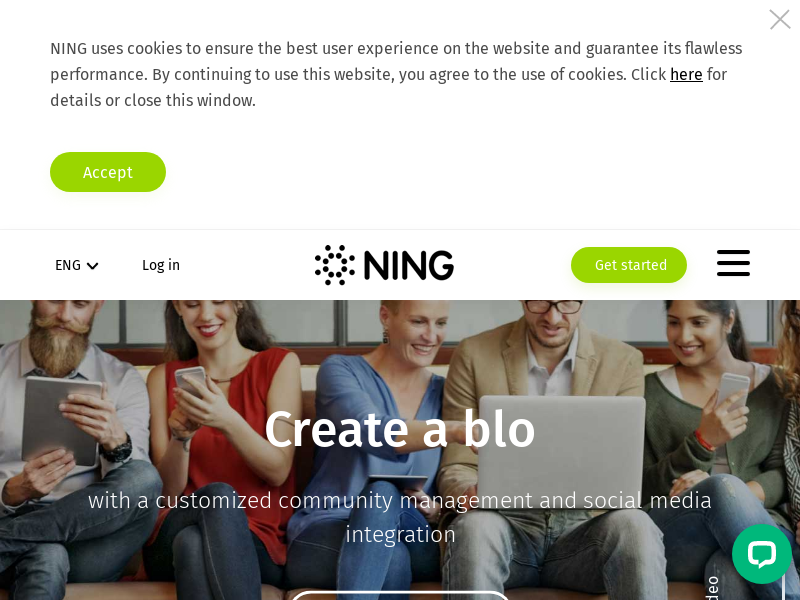 NING uses cookies to ensure the best user experience on the website and guarantee its flawless
performance. By continuing to use this website, you agree to the use of cookies. Click here for
details or close this window.
Accept
ENG
Log in
NING
Get started
Create a blo
with a customized community management and social media
integration